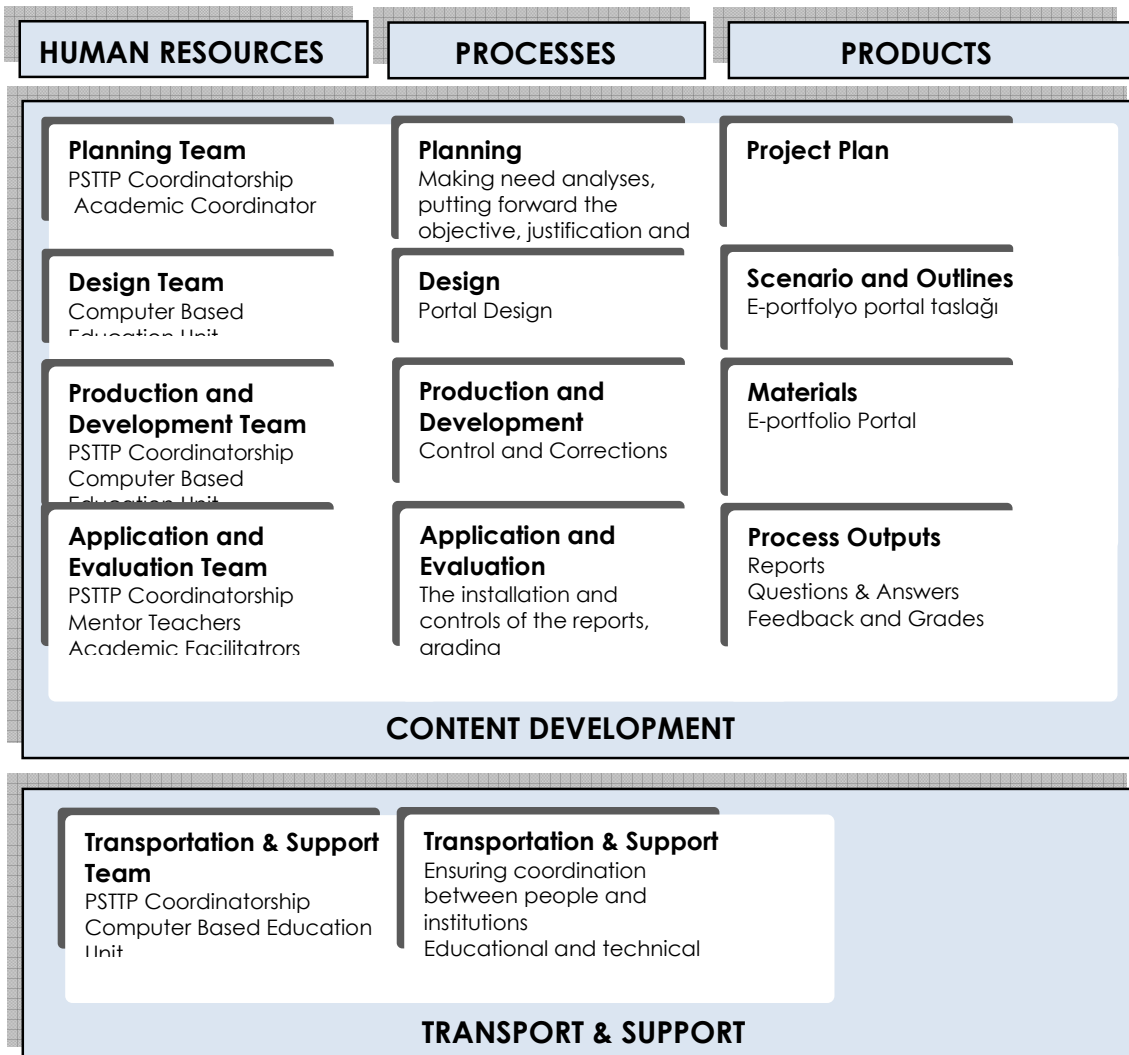 HUMAN RESOURCES
PROCESSES
PRODUCTS
Planning Team
PSTTP Coordinatorship
Academic Coordinator
Planning
Making need analyses,
putting forward the
objective, justification and
Project Plan
Design Team
Computer Based
Education Unit
Design
Portal Design
Scenario and Outlines
E-portfolyo portal taslağı
Production and
Development Team
PSTTP Coordinatorship
Computer Based
Education Unit
Production and
Development
Control and Corrections
Materials
E-portfolio Portal
Application and
Evaluation Team
PSTTP Coordinatorship
Mentor Teachers
Academic Facilitatrors
Application and
Evaluation
The installation and
controls of the reports,
grading
Process Outputs
Reports
Questions & Answers
Feedback and Grades
CONTENT DEVELOPMENT
Transportation & Support
Team
PSTTP Coordinatorship
Computer Based Education
Unit
Transportation & Support
Ensuring coordination
between people and
institutions
Educational and technical
TRANSPORT & SUPPORT